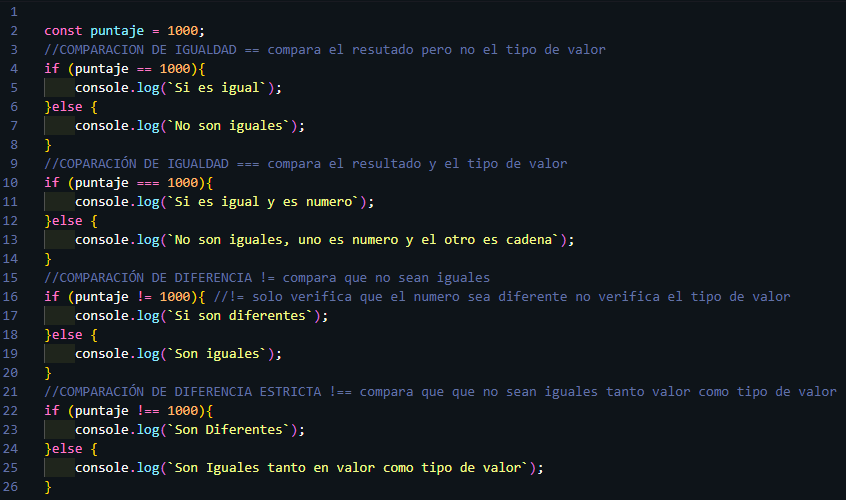 1
2 const puntaje = 1000;
3 //COMPARACION DE IGUALDAD == compara el resutado pero no el tipo de valor
4 if (puntaje == 1000){
5     console.log(`Si es igual`);
6 }else {
7     console.log(`No son iguales`);
8 }
9 //COPARACIÓN DE IGUALDAD === compara el resultado y el tipo de valor
10 if (puntaje === 1000){
11     console.log(`Si es igual y es numero`);
12 }else {
13     console.log(`No son iguales, uno es numero y el otro es cadena`);
14 }
15 //COMPARACIÓN DE DIFERENCIA != compara que no sean iguales
16 if (puntaje != 1000){ //!= solo verifica que el numero sea diferente no verifica el tipo de valor
17     console.log(`Si son diferentes`);
18 }else {
19     console.log(`Son iguales`);
20 }
21 //COMPARACIÓN DE DIFERENCIA ESTRICTA !== compara que que no sean iguales tanto valor como tipo de valor
22 if (puntaje !== 1000){
23     console.log(`Son Diferentes`);
24 }else {
25     console.log(`Son Iguales tanto en valor como tipo de valor`);
26 }